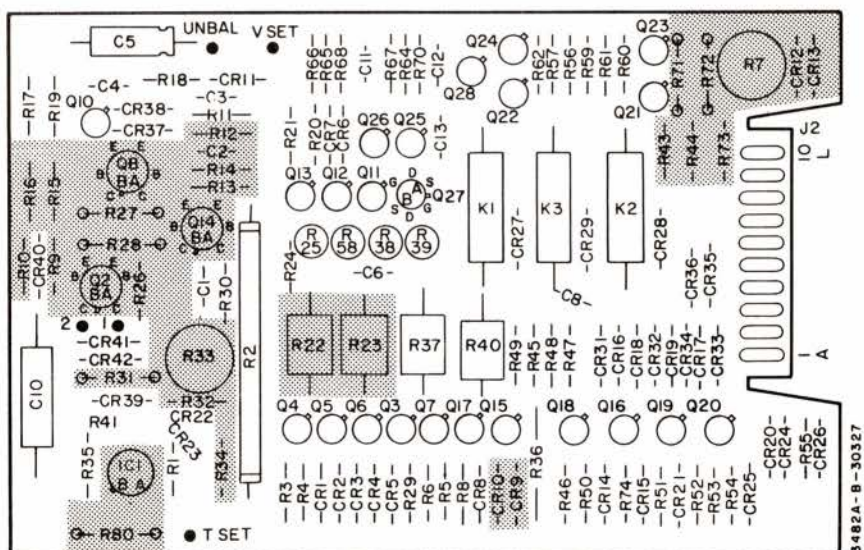 UNBAL V SET
C5
Q24
Q23
R66
R65
R68
C11
R67
R64
R70
C12
R62
R57
R56
R59
R61
R60
R71
R72
R7
CR12
CR13
R17
R19
C4
R18
CR11
Q10
CR38
CR37
C3
R11
R12
C2
R14
R13
R21
R20
CR7
CR6
Q26 Q25
C13
Q28
Q22
Q21
R43
R44
R73
J2
10 L
E E
Q8
B B
BA
C C
R16
R15
R27
E E
Q14
B BA B
C C
Q13 Q12 Q11
D
G A S
B
S G
D
Q27
K1
K3
K2
R10
CR40
R9
R28
E E
Q2
B B
BA
C C
R26
C1
R30
R24
R 25
R 58
R 38
R 39
C6
CR27
CR29
CR28
C8
CR36
CR35
2 1
CR41
CR42
R31
CR39
R33
R2
R22
R23
R37
R40
R49
R45
R48
R47
CR31
CR16
CR18
CR32
CR19
CR34
CR17
CR33
1 A
C10
R41
R32
CR22
CR23
Q4 Q5 Q6 Q3 Q7 Q17 Q15 Q18 Q16 Q19 Q20
R35
IC1
B A
R1
R34
R3
R4
CR1
CR2
CR3
CR4
CR5
R29
R6
R5
R8
CR8
CR10
CR9
R36
R46
R50
CR14
R74
CR15
R51
CR21
R52
R53
R54
CR25
CR20
CR24
R55
CR26
R80
T SET
3482A-B-30327